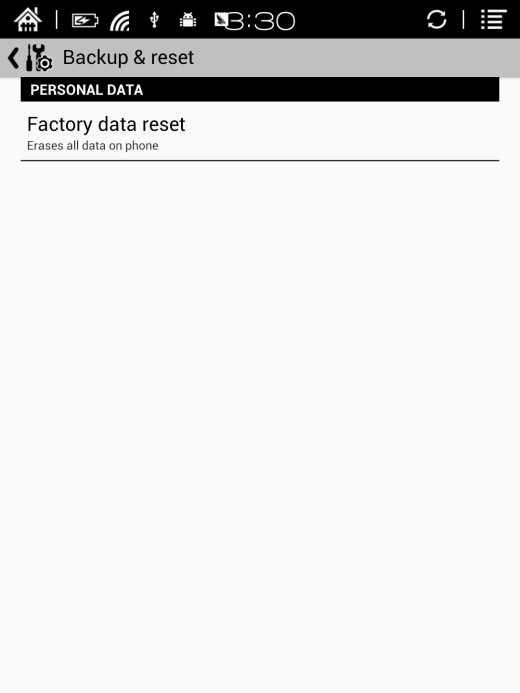 3:30
Backup & reset
PERSONAL DATA
Factory data reset
Erases all data on phone